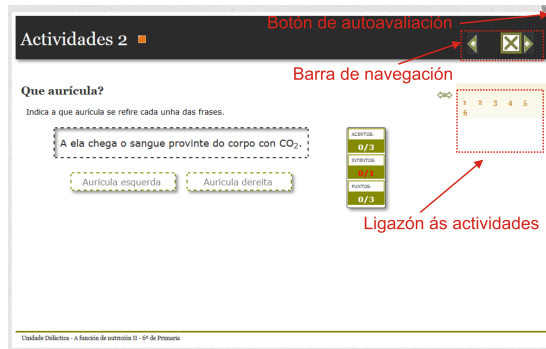 Botón de autoavaliación
Actividades 2
Barra de navegación
Que aurícula?
Indica a que aurícula se refire cada unha das frases.
1 2 3 4 5
6
A ela chega o sangue provinte do corpo con CO₂.
ACERTOS:
0/3
INTENTOS:
0/1
PUNTOS:
0/3
Aurícula esquerda
Aurícula dereita
Ligazón ás actividades
Unidade Didáctica - A función de nutrición II - 6º de Primaria